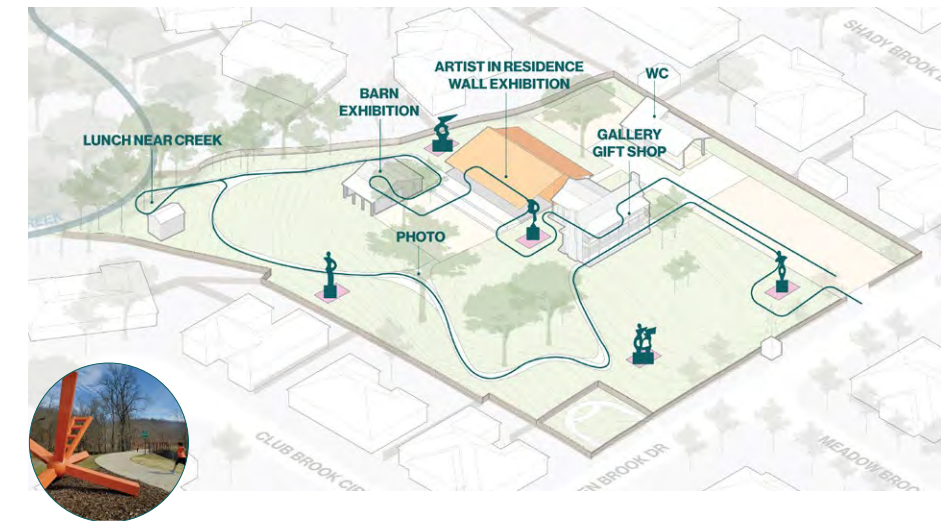 SHADY BROOK
ARTIST IN RESIDENCE
WALL EXHIBITION
WC
BARN
EXHIBITION
GALLERY
GIFT SHOP
LUNCH NEAR CREEK
PHOTO
CLUB BROOK CIR
BROOK DR
MEADOW BROOK